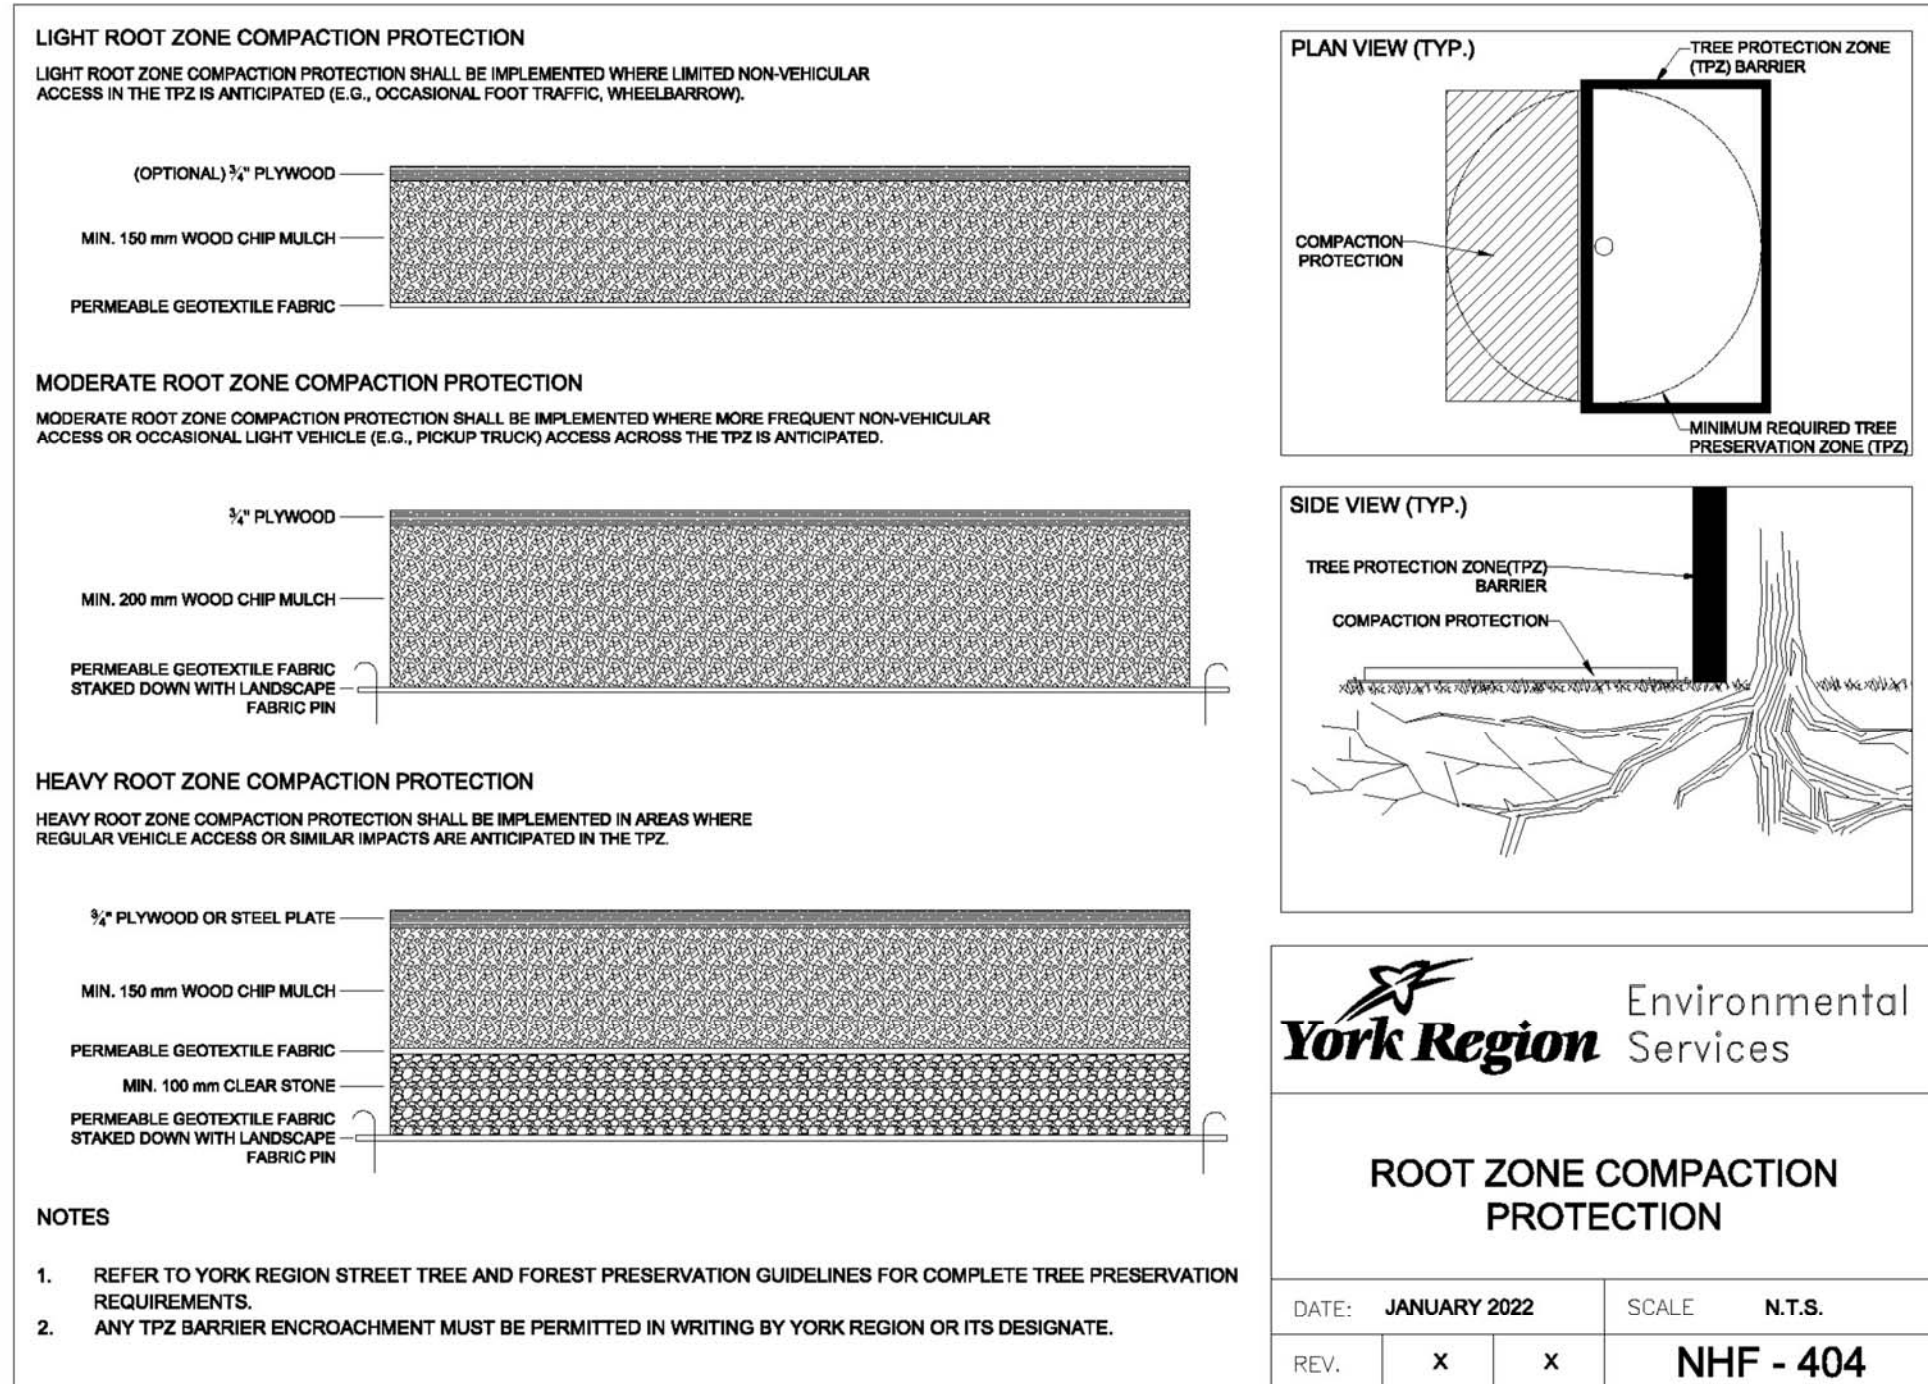 LIGHT ROOT ZONE COMPACTION PROTECTION
LIGHT ROOT ZONE COMPACTION PROTECTION SHALL BE IMPLEMENTED WHERE LIMITED NON-VEHICULAR
ACCESS IN THE TPZ IS ANTICIPATED (E.G., OCCASIONAL FOOT TRAFFIC, WHEELBARROW).
(OPTIONAL) ¾" PLYWOOD
MIN. 150 mm WOOD CHIP MULCH
PERMEABLE GEOTEXTILE FABRIC
MODERATE ROOT ZONE COMPACTION PROTECTION
MODERATE ROOT ZONE COMPACTION PROTECTION SHALL BE IMPLEMENTED WHERE MORE FREQUENT NON-VEHICULAR
ACCESS OR OCCASIONAL LIGHT VEHICLE (E.G., PICKUP TRUCK) ACCESS ACROSS THE TPZ IS ANTICIPATED.
¾" PLYWOOD
MIN. 200 mm WOOD CHIP MULCH
PERMEABLE GEOTEXTILE FABRIC
STAKED DOWN WITH LANDSCAPE
FABRIC PIN
HEAVY ROOT ZONE COMPACTION PROTECTION
HEAVY ROOT ZONE COMPACTION PROTECTION SHALL BE IMPLEMENTED IN AREAS WHERE
REGULAR VEHICLE ACCESS OR SIMILAR IMPACTS ARE ANTICIPATED IN THE TPZ.
¾" PLYWOOD OR STEEL PLATE
MIN. 150 mm WOOD CHIP MULCH
PERMEABLE GEOTEXTILE FABRIC
MIN. 100 mm CLEAR STONE
PERMEABLE GEOTEXTILE FABRIC
STAKED DOWN WITH LANDSCAPE
FABRIC PIN
NOTES
1. REFER TO YORK REGION STREET TREE AND FOREST PRESERVATION GUIDELINES FOR COMPLETE TREE PRESERVATION
REQUIREMENTS.
2. ANY TPZ BARRIER ENCROACHMENT MUST BE PERMITTED IN WRITING BY YORK REGION OR ITS DESIGNATE.
PLAN VIEW (TYP.)
TREE PROTECTION ZONE
(TPZ) BARRIER
COMPACTION
PROTECTION
MINIMUM REQUIRED TREE
PRESERVATION ZONE (TPZ)
SIDE VIEW (TYP.)
TREE PROTECTION ZONE(TPZ)
BARRIER
COMPACTION PROTECTION
York Region
Environmental
Services
ROOT ZONE COMPACTION
PROTECTION
DATE: JANUARY 2022
SCALE N.T.S.
REV. X X
NHF - 404